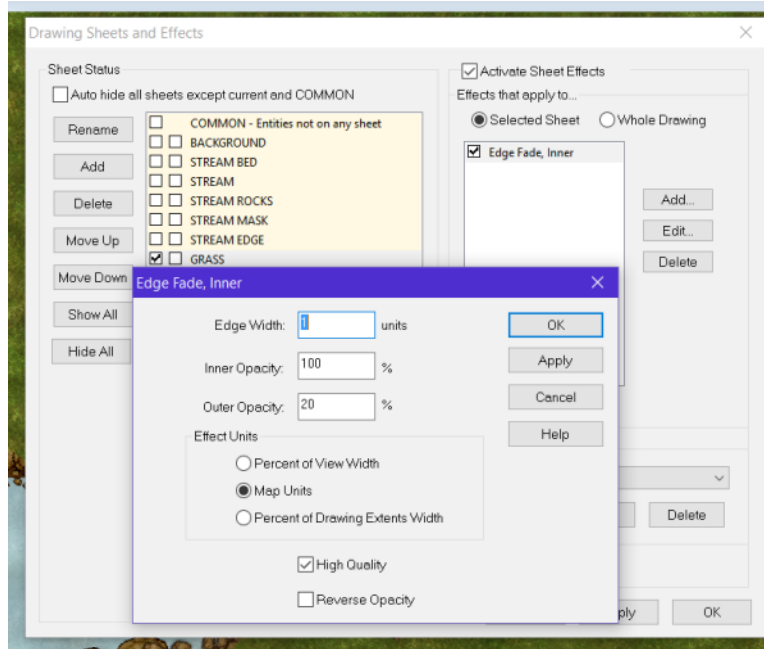 Drawing Sheets and Effects
Sheet Status
Auto hide all sheets except current and COMMON
Rename
Add
Delete
Move Up
Move Down
Show All
Hide All
COMMON - Entities not on any sheet
BACKGROUND
STREAM BED
STREAM
STREAM ROCKS
STREAM MASK
STREAM EDGE
GRASS
Activate Sheet Effects
Effects that apply to...
Selected Sheet Whole Drawing
Edge Fade, Inner
Add...
Edit...
Delete
Edge Fade, Inner
Edge Width: 1 units
Inner Opacity: 100 %
Outer Opacity: 20 %
Effect Units
Percent of View Width
Map Units
Percent of Drawing Extents Width
High Quality
Reverse Opacity
OK
Apply
Cancel
Help
Delete
ply
OK